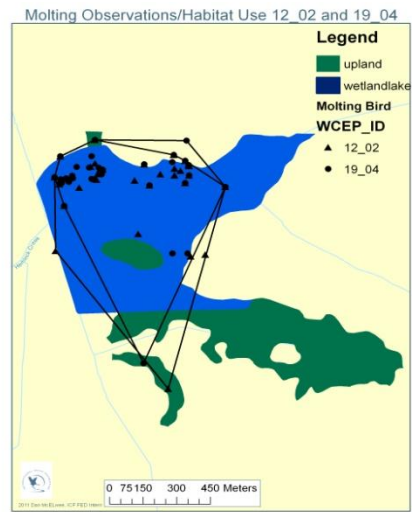 Molting Observations/Habitat Use 12_02 and 19_04
Legend
upland
wetlandlake
Molting Bird
WCEP_ID
12_02
19_04
0 75 150 300 450 Meters